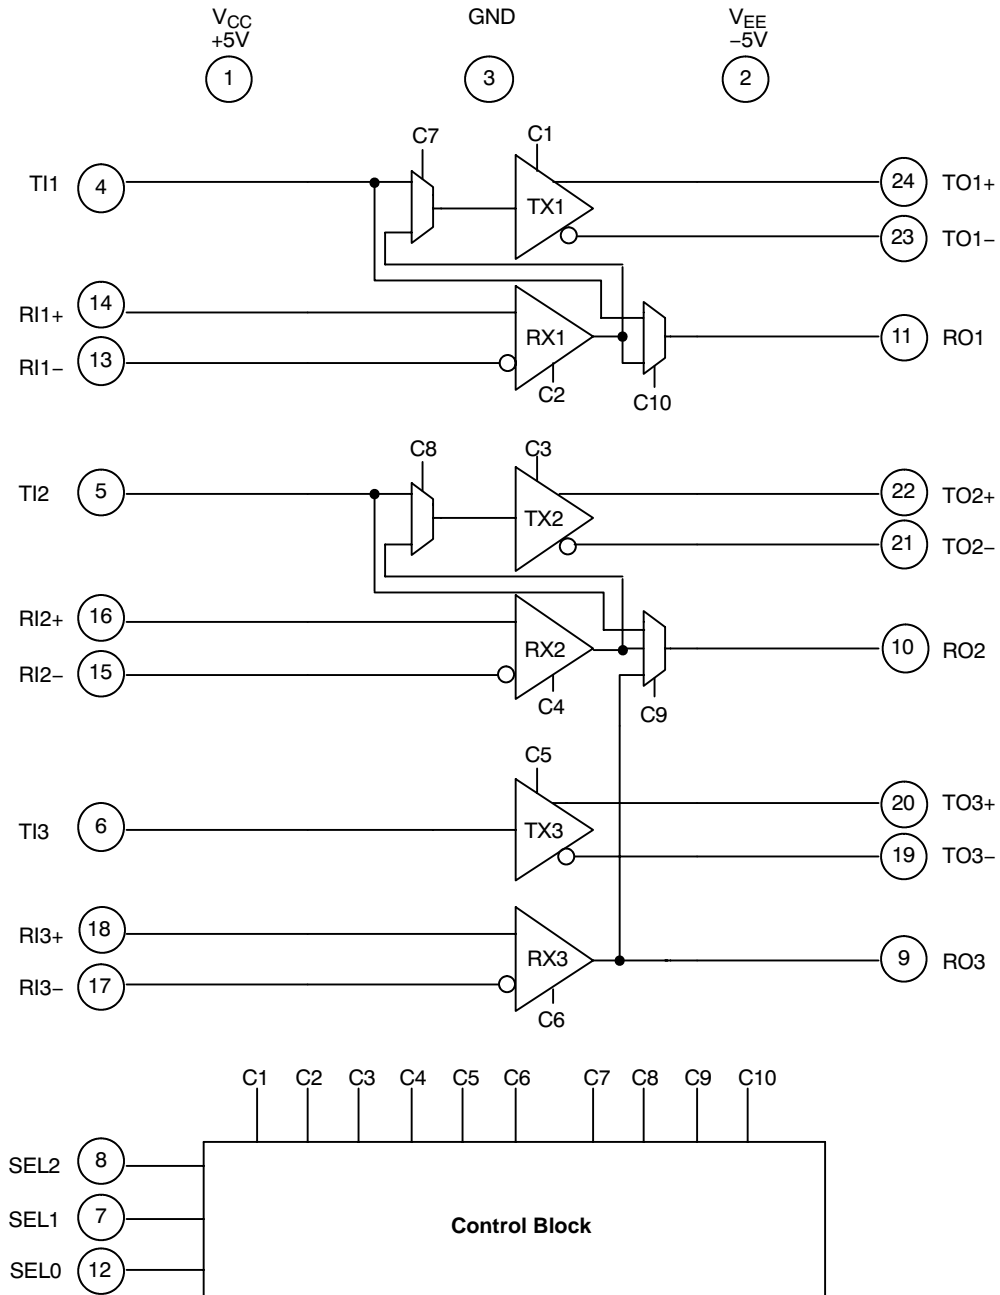 VCC GND VEE
+5V −5V
1 3 2
C7 C1
TI1 4 TX1 24 TO1+
23 TO1−
RI1+ 14
RX1 11 RO1
RI1− 13
C2 C10
C8 C3
TI2 5 TX2 22 TO2+
21 TO2−
RI2+ 16
RX2 10 RO2
RI2− 15
C4 C9
C5
TI3 6 TX3 20 TO3+
19 TO3−
RI3+ 18
RX3 9 RO3
RI3− 17
C6
C1 C2 C3 C4 C5 C6 C7 C8 C9 C10
SEL2 8
SEL1 7 Control Block
SEL0 12